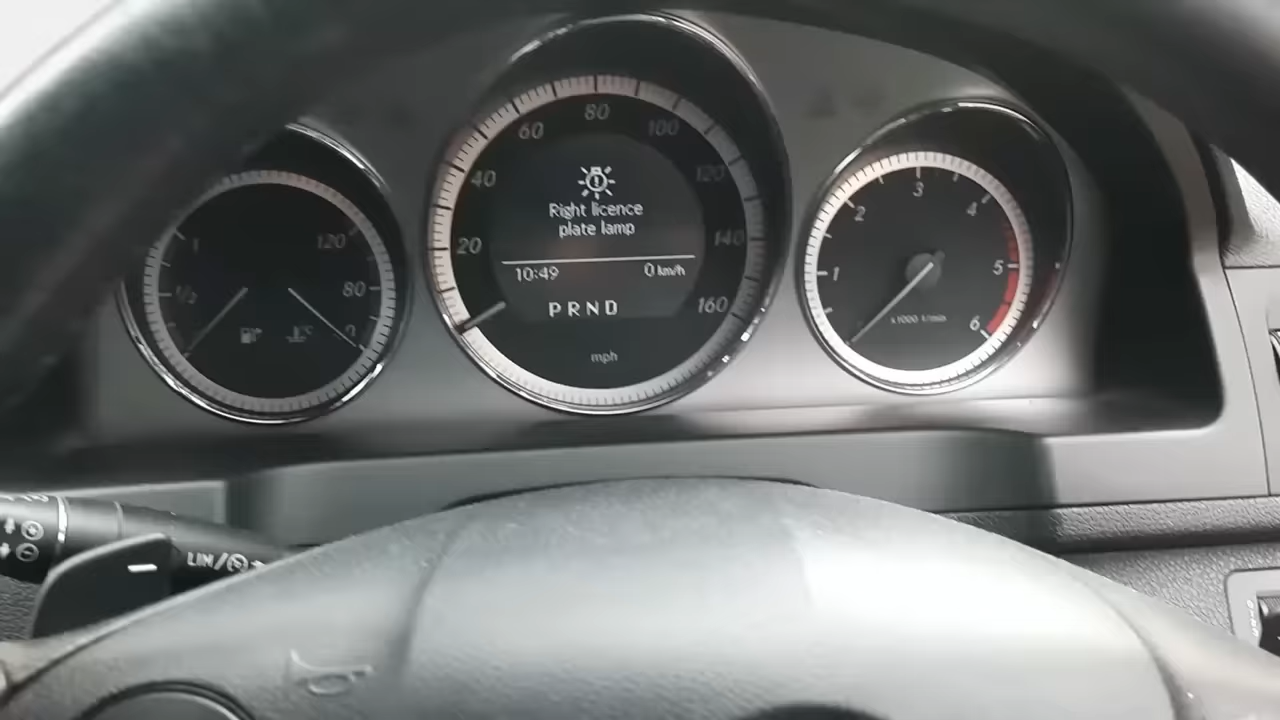 1
1/2
120
80
0
°C
20
40
60
80
100
120
140
160
Right licence
plate lamp
10:49 0 km/h
P R N D
mph
1
2
3
4
5
6
x1000 1/min
LIM/